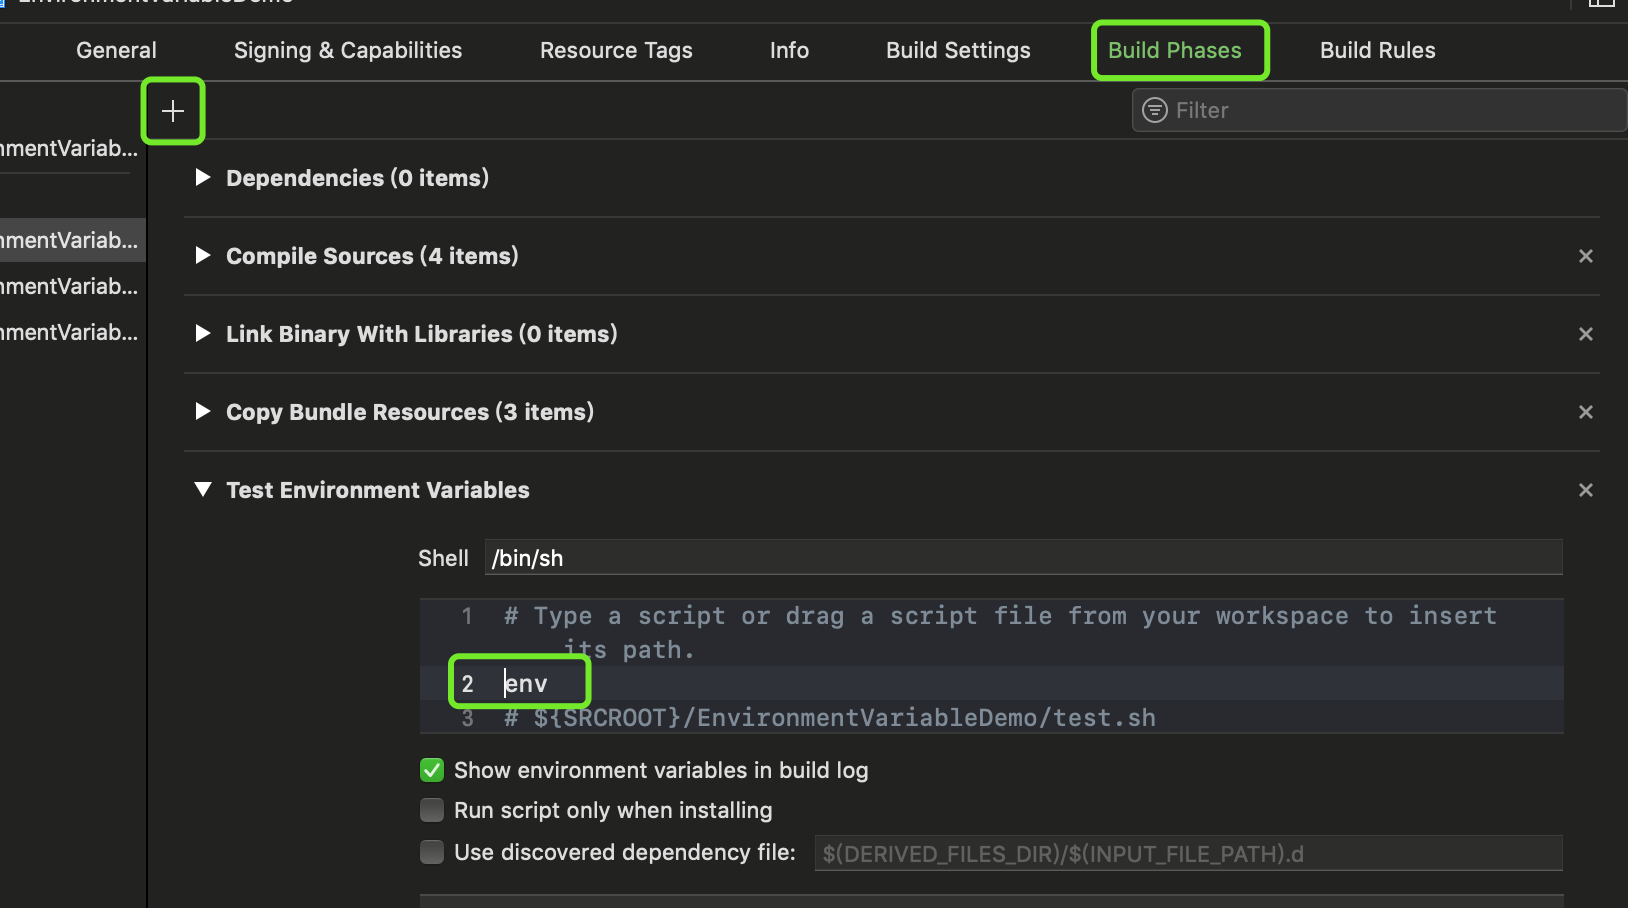 General Signing & Capabilities Resource Tags Info Build Settings Build Phases Build Rules
Filter
Dependencies (0 items)
Compile Sources (4 items)
Link Binary With Libraries (0 items)
Copy Bundle Resources (3 items)
Test Environment Variables
nmentVariab...
nmentVariab...
nmentVariab...
nmentVariab...
Shell /bin/sh
1 # Type a script or drag a script file from your workspace to insert
its path.
2 env
3 # ${SRCROOT}/EnvironmentVariableDemo/test.sh
Show environment variables in build log
Run script only when installing
Use discovered dependency file: $(DERIVED_FILES_DIR)/$(INPUT_FILE_PATH).d